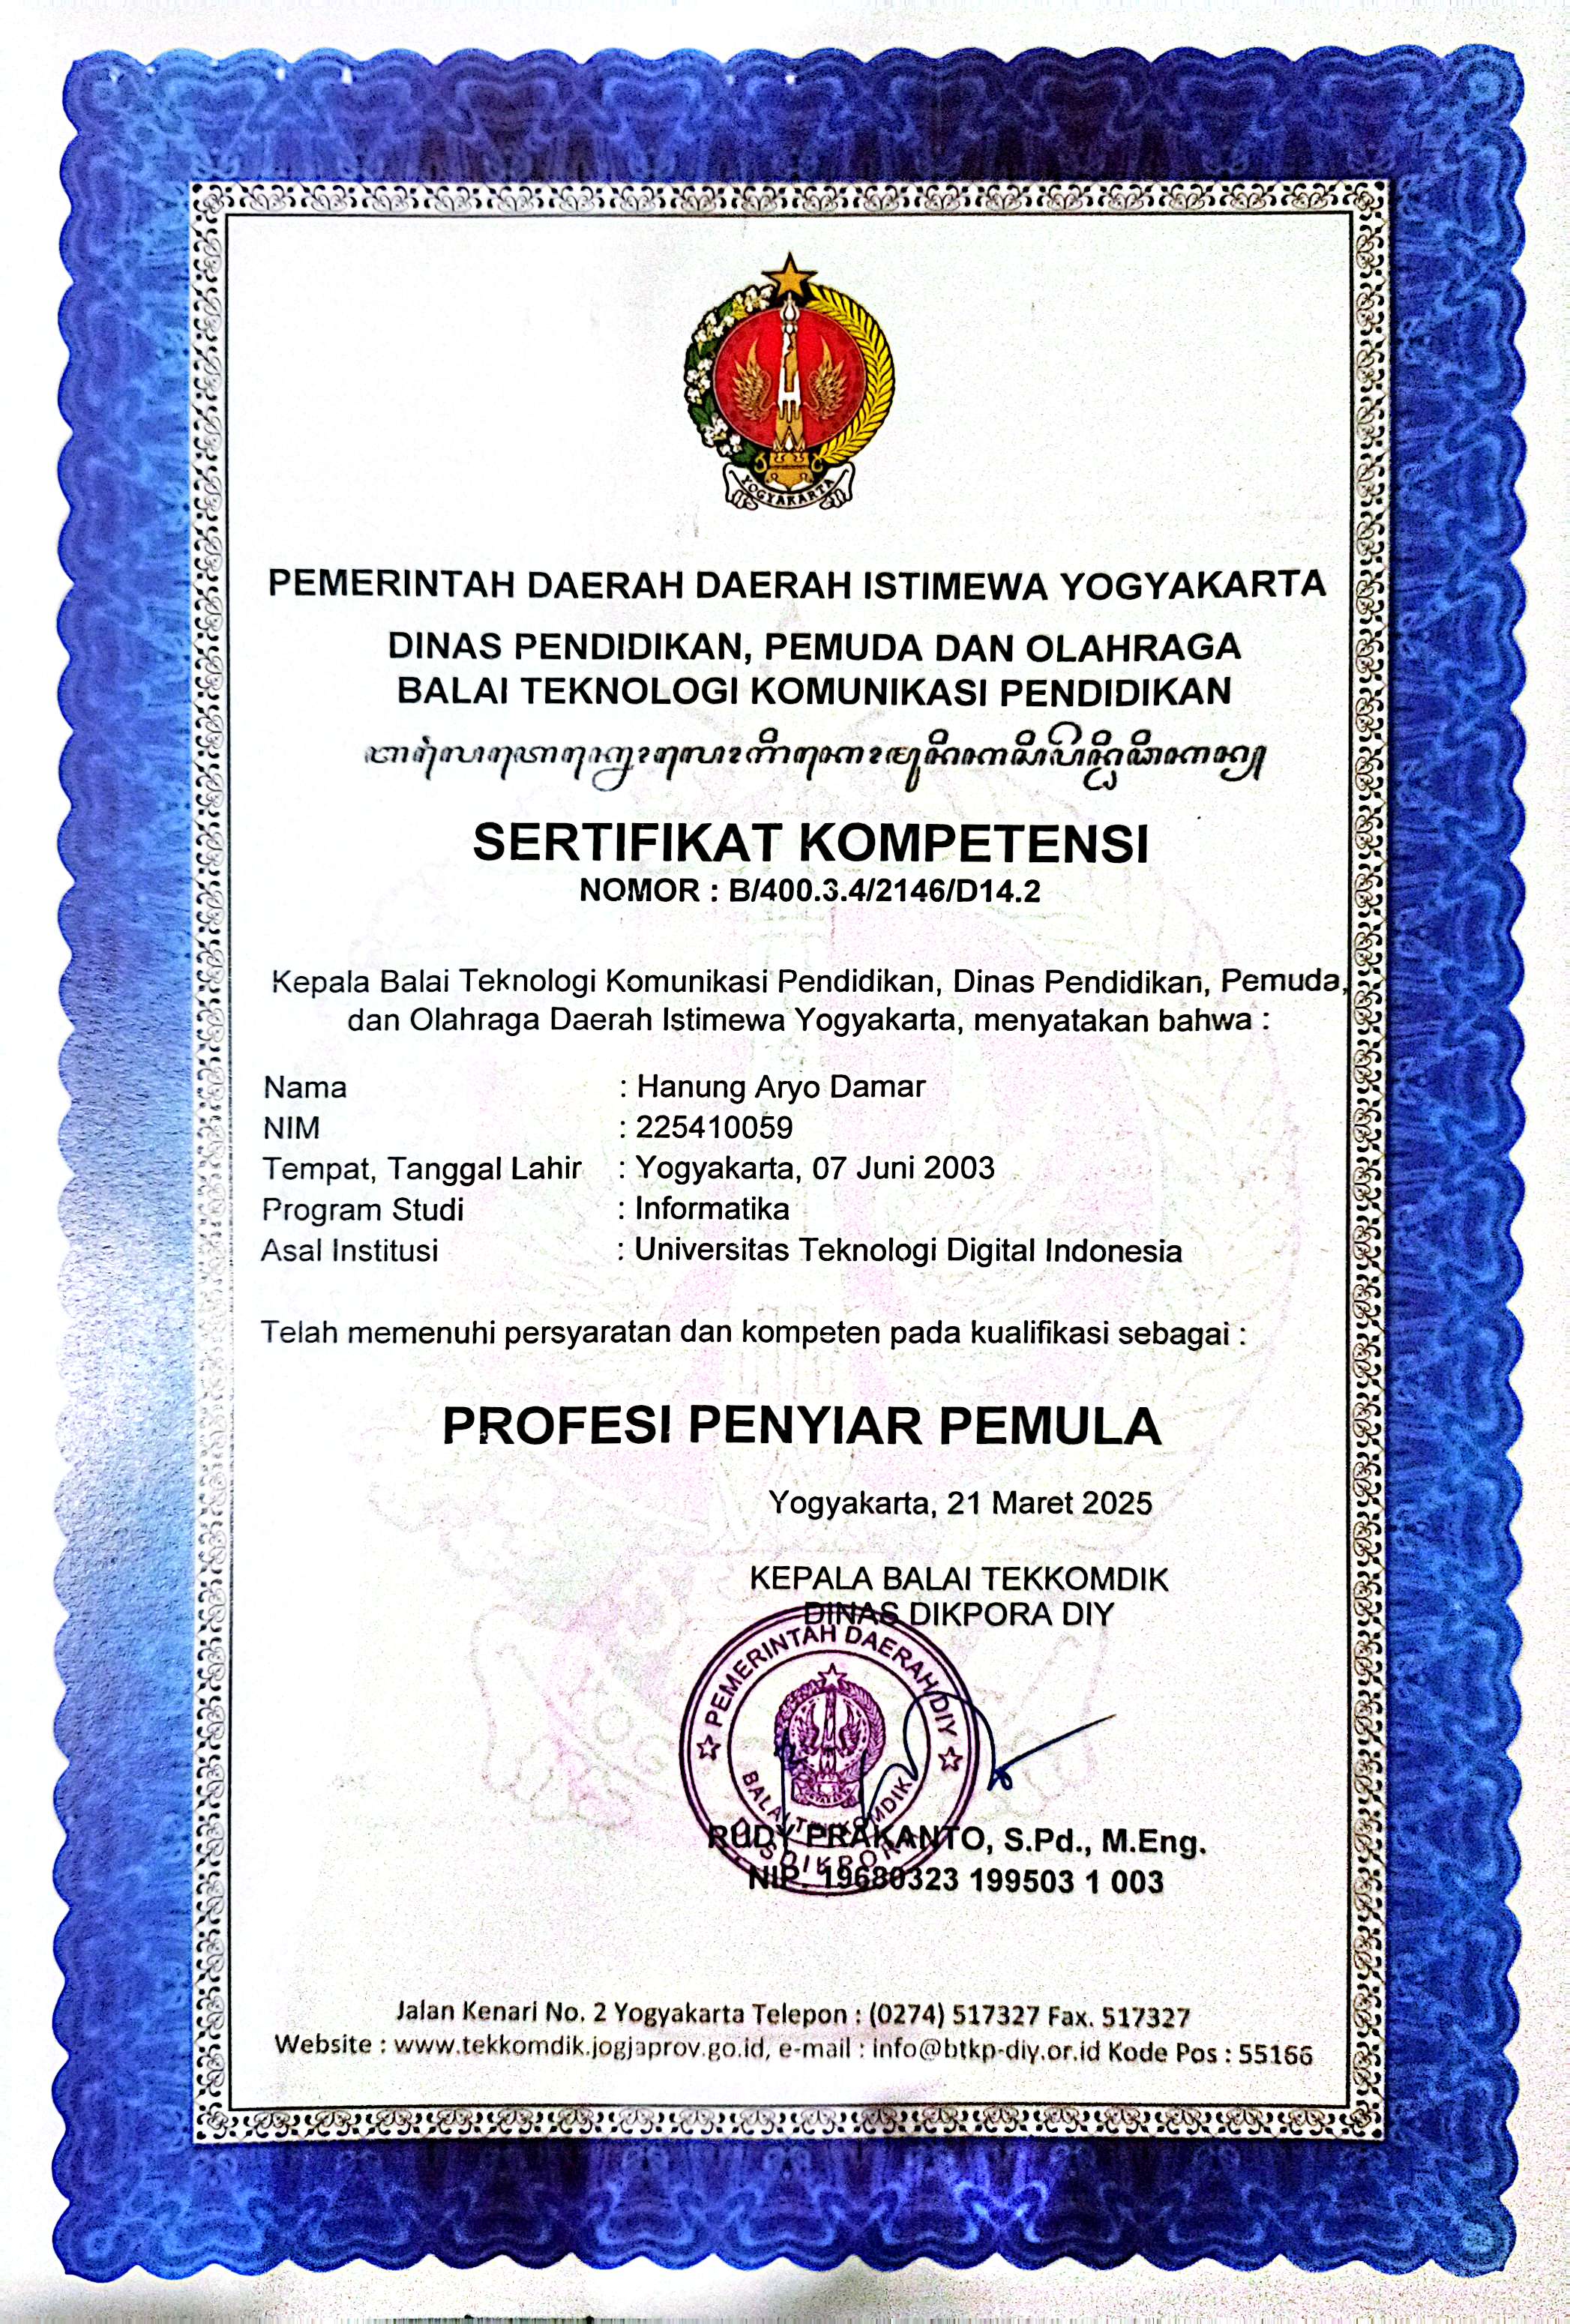 YOGYAKARTA
PEMERINTAH DAERAH DAERAH ISTIMEWA YOGYAKARTA
DINAS PENDIDIKAN, PEMUDA DAN OLAHRAGA
BALAI TEKNOLOGI KOMUNIKASI PENDIDIKAN
SERTIFIKAT KOMPETENSI
NOMOR : B/400.3.4/2146/D14.2
Kepala Balai Teknologi Komunikasi Pendidikan, Dinas Pendidikan, Pemuda,
dan Olahraga Daerah Istimewa Yogyakarta, menyatakan bahwa :
Nama : Hanung Aryo Damar
NIM : 225410059
Tempat, Tanggal Lahir : Yogyakarta, 07 Juni 2003
Program Studi : Informatika
Asal Institusi : Universitas Teknologi Digital Indonesia
Telah memenuhi persyaratan dan kompeten pada kualifikasi sebagai :
PROFESI PENYIAR PEMULA
Yogyakarta, 21 Maret 2025
KEPALA BALAI TEKKOMDIK
DINAS DIKPORA DIY
PEMERINTAH DAERAH DIY
BALAI TEKKOMDIK
RUDY PRAKANTO, S.Pd., M.Eng.
NIP. 19680323 199503 1 003
Jalan Kenari No. 2 Yogyakarta Telepon : (0274) 517327 Fax. 517327
Website : www.tekkomdik.jogjaprov.go.id, e-mail : info@btkp-diy.or.id Kode Pos : 55166